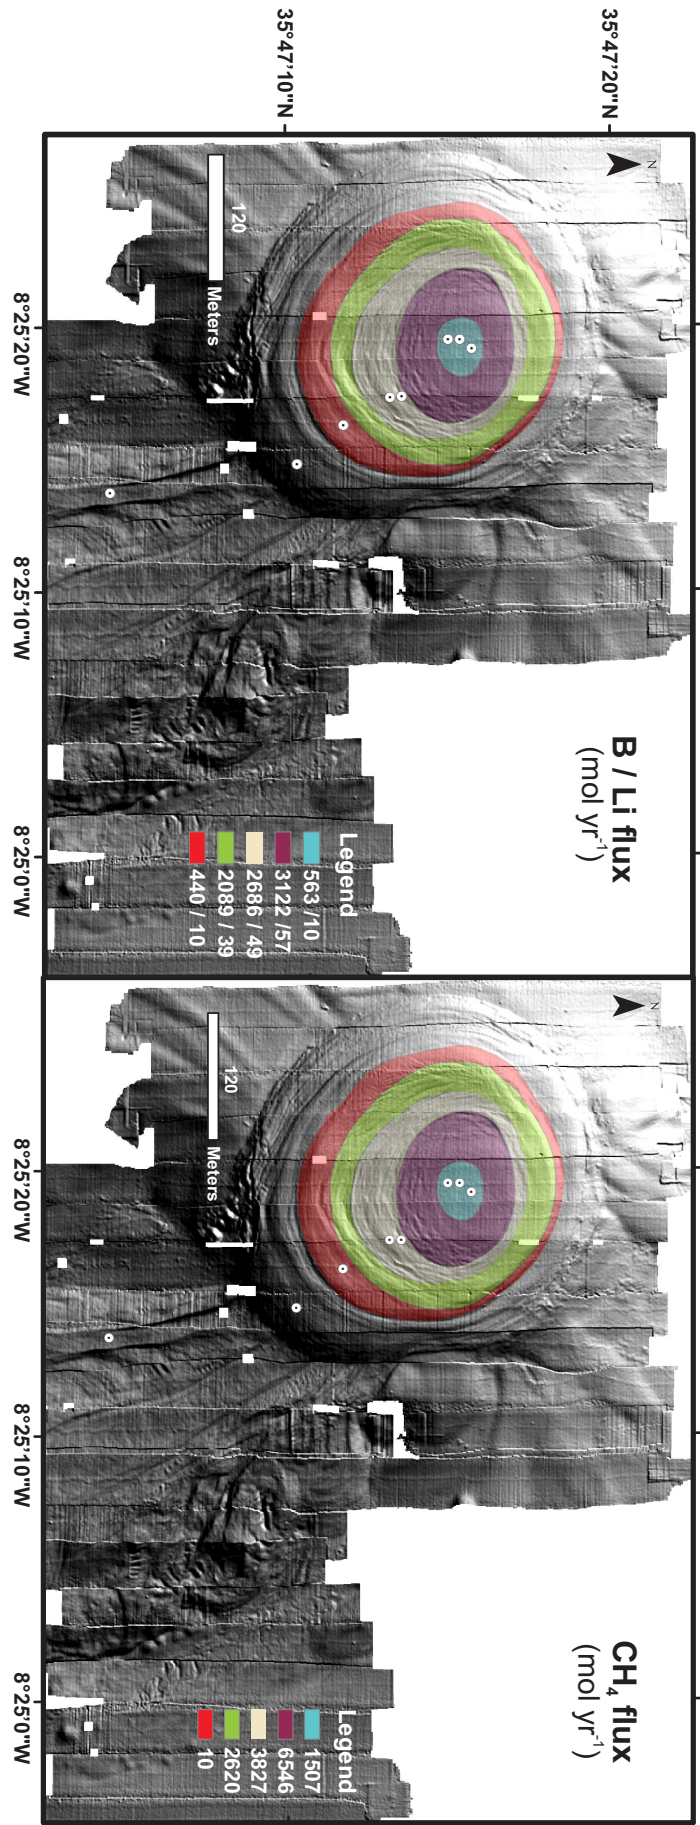 35°47'20"N
35°47'10"N
N
B / Li flux
(mol yr⁻¹)
120
Meters
Legend
563 /10
3122 /57
2686 / 49
2089 / 39
440 / 10
8°25'20"W
8°25'10"W
8°25'0"W
N
CH₄ flux
(mol yr⁻¹)
120
Meters
Legend
1507
6546
3827
2620
10
8°25'20"W
8°25'10"W
8°25'0"W